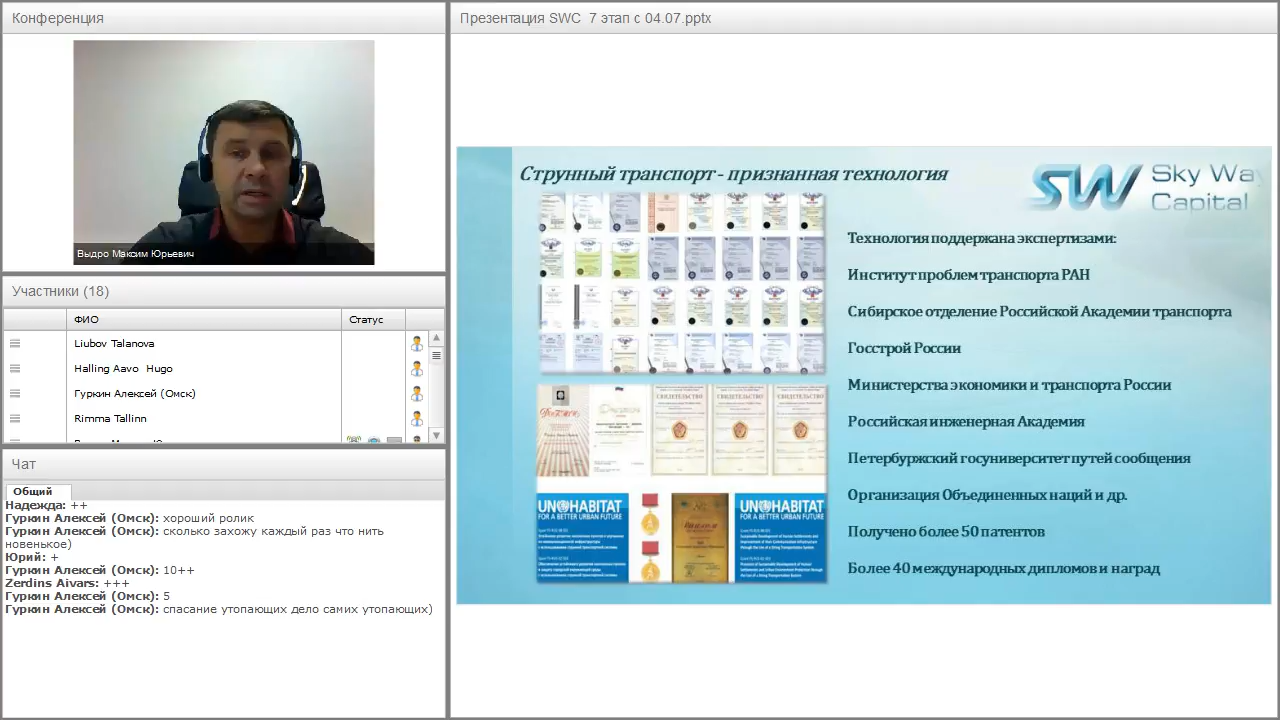 Конференция
Выдро Максим Юрьевич
Участники (18)
ФИО
Статус
Talanova
Haring Aavo Hugo
Гуркин Алексей (Омск)
Tallinn
Чат
Общий
Надежда: ++
Гуркин Алексей (Омск): хороший ролик
Гуркин Алексей (Омск): сколько захожу каждый раз что нить
новенькое)
Юрий: +
Гуркин Алексей (Омск): 10++
Zerdins Aivars: +++
Гуркин Алексей (Омск): 5
Гуркин Алексей (Омск): спасание утопающих дело самих утопающих)
Презентация SWC 7 этап с 04.07.pptx
Струнный транспорт - признанная технология
SW Sky Way
Capital
СВИДЕТЕЛЬСТВО
СВИДЕТЕЛЬСТВО
СВИДЕТЕЛЬСТВО
UN HABITAT
FOR A BETTER URBAN FUTURE
UN HABITAT
FOR A BETTER URBAN FUTURE
Технология поддержана экспертизами:
Институт проблем транспорта РАН
Сибирское отделение Российской Академии транспорта
Госстрой России
Министерства экономики и транспорта России
Российская инженерная Академия
Петербуржский госуниверситет путей сообщения
Организация Объединенных наций и др.
Получено более 50 патентов
Более 40 международных дипломов и наград